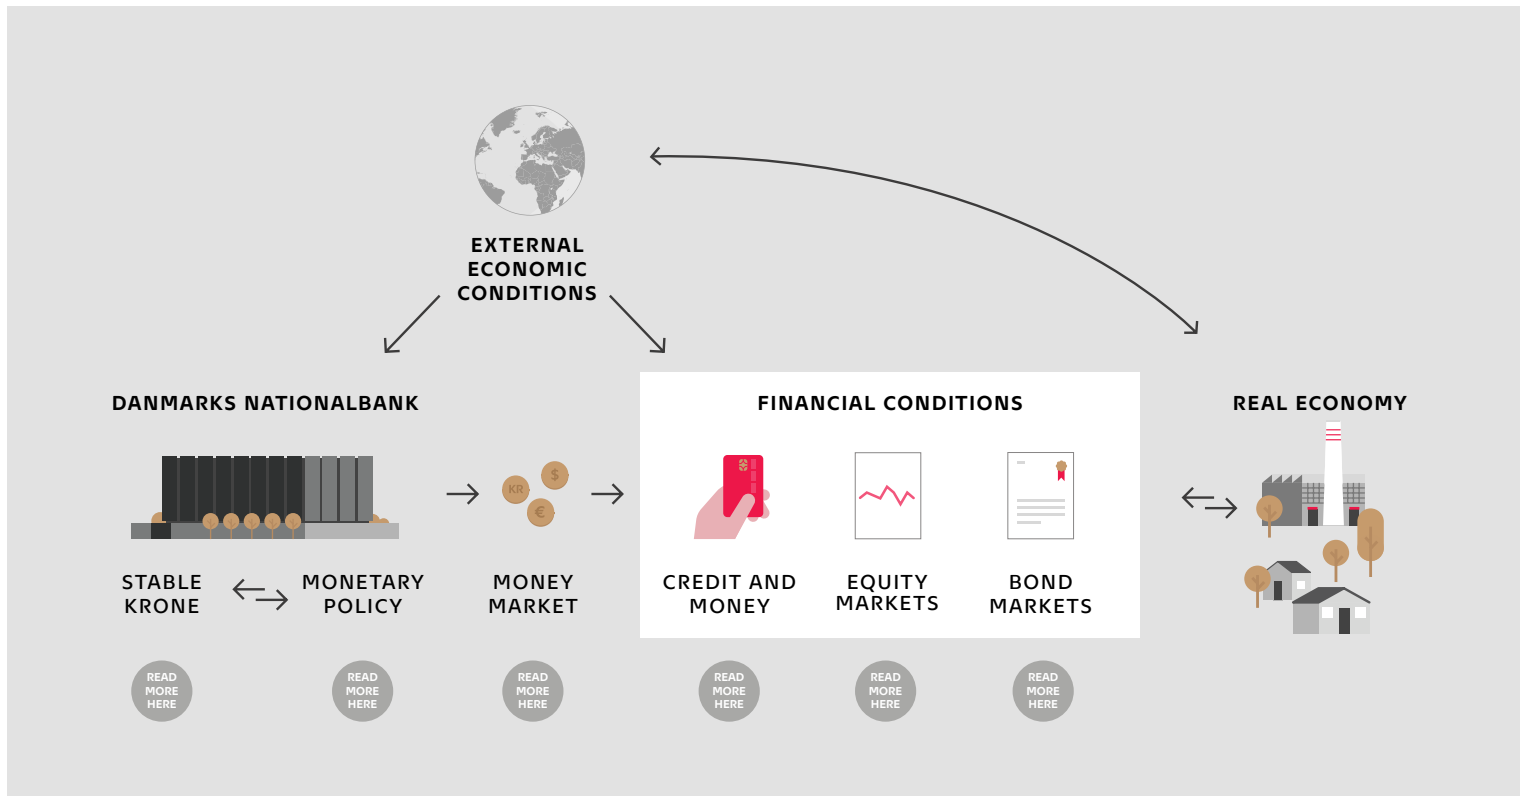 EXTERNAL
ECONOMIC
CONDITIONS
DANMARKS NATIONALBANK
FINANCIAL CONDITIONS
REAL ECONOMY
KR
$
€
STABLE
KRONE
MONETARY
POLICY
MONEY
MARKET
CREDIT AND
MONEY
EQUITY
MARKETS
BOND
MARKETS
READ
MORE
HERE
READ
MORE
HERE
READ
MORE
HERE
READ
MORE
HERE
READ
MORE
HERE
READ
MORE
HERE